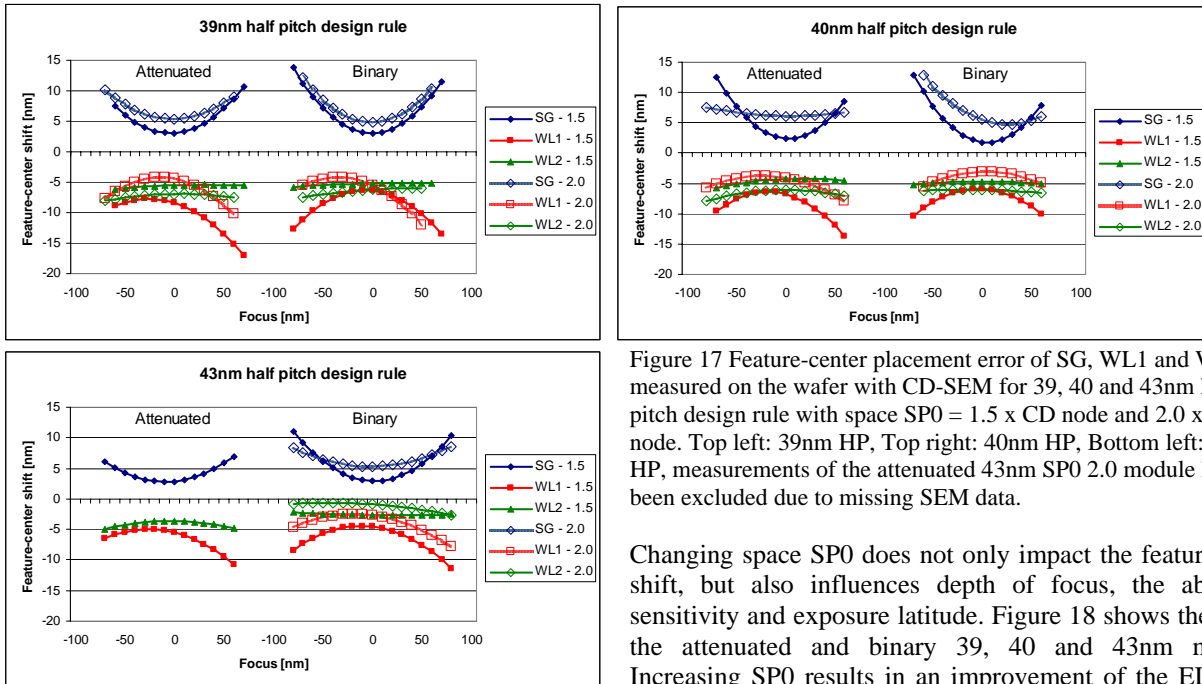 39nm half pitch design rule
Feature-center shift [nm]
15
10
5
0
-5
-10
-15
-20
Attenuated
Binary
-100 -50 0 50 -100 -50 0 50 100
Focus [nm]
SG - 1.5
WL1 - 1.5
WL2 - 1.5
SG - 2.0
WL1 - 2.0
WL2 - 2.0
40nm half pitch design rule
Feature-center shift [nm]
15
10
5
0
-5
-10
-15
-20
Attenuated
Binary
-100 -50 0 50 -100 -50 0 50 100
Focus [nm]
SG - 1.5
WL1 - 1.5
WL2 - 1.5
SG - 2.0
WL1 - 2.0
WL2 - 2.0
43nm half pitch design rule
Feature-center shift [nm]
15
10
5
0
-5
-10
-15
-20
Attenuated
Binary
-100 -50 0 50 -100 -50 0 50 100
Focus [nm]
SG - 1.5
WL1 - 1.5
WL2 - 1.5
SG - 2.0
WL1 - 2.0
WL2 - 2.0
Figure 17 Feature-center placement error of SG, WL1 and
measured on the wafer with CD-SEM for 39, 40 and 43nm
pitch design rule with space SP0 = 1.5 x CD node and 2.0 x
node. Top left: 39nm HP, Top right: 40nm HP, Bottom left:
HP, measurements of the attenuated 43nm SP0 2.0 module
been excluded due to missing SEM data.
Changing space SP0 does not only impact the
shift, but also influences depth of focus, the
sensitivity and exposure latitude. Figure 18 shows
the attenuated and binary 39, 40 and 43nm
Increasing SP0 results in an improvement of the